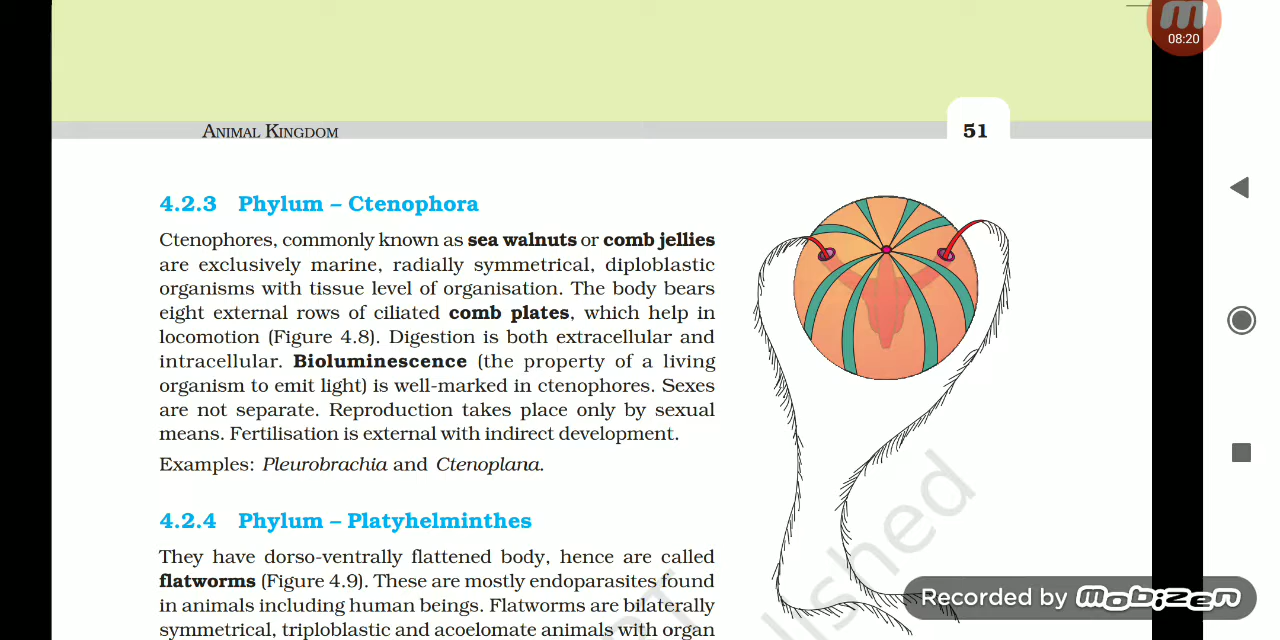 08:20
ANIMAL KINGDOM
51
4.2.3 Phylum – Ctenophora
Ctenophores, commonly known as sea walnuts or comb jellies
are exclusively marine, radially symmetrical, diploblastic
organisms with tissue level of organisation. The body bears
eight external rows of ciliated comb plates, which help in
locomotion (Figure 4.8). Digestion is both extracellular and
intracellular. Bioluminescence (the property of a living
organism to emit light) is well-marked in ctenophores. Sexes
are not separate. Reproduction takes place only by sexual
means. Fertilisation is external with indirect development.
Examples: Pleurobrachia and Ctenoplana.
4.2.4 Phylum – Platyhelminthes
They have dorso-ventrally flattened body, hence are called
flatworms (Figure 4.9). These are mostly endoparasites found
in animals including human beings. Flatworms are bilaterally
symmetrical, triploblastic and acoelomate animals with organ
Recorded by mobizen